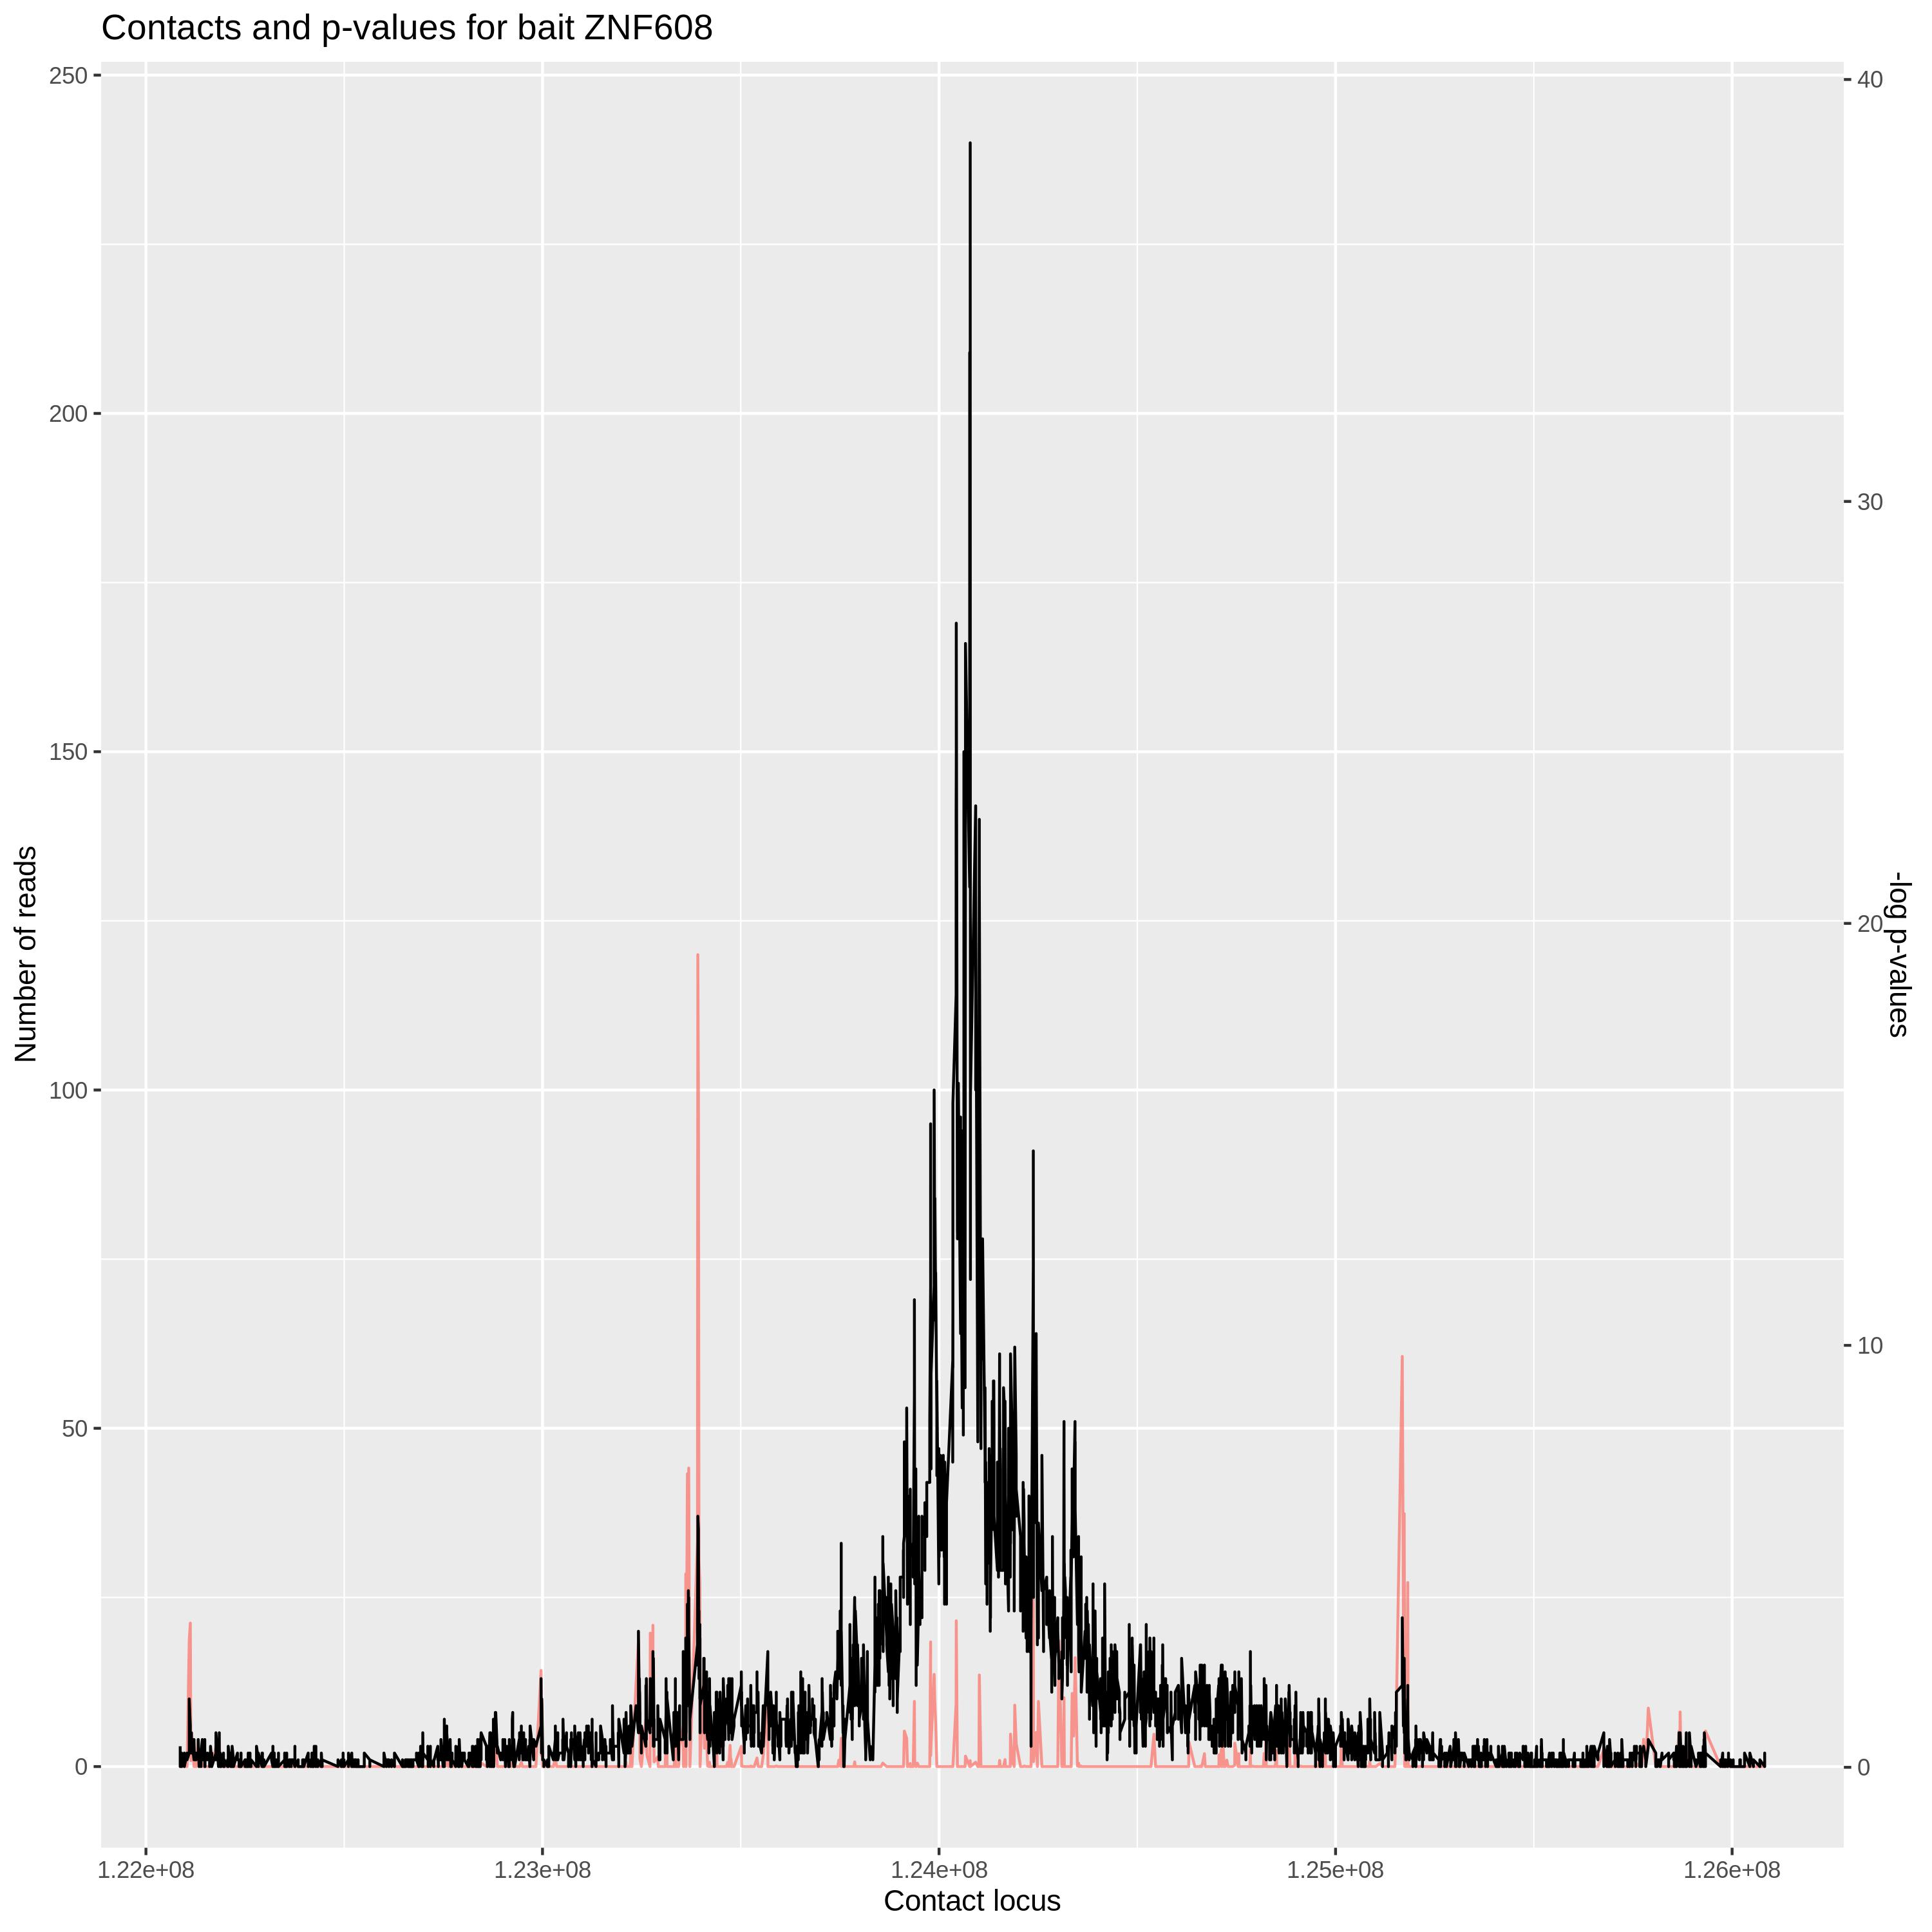 Contacts and p-values for bait ZNF608
250
200
150
100
50
0
Number of reads
40
30
20
10
0
-log p-values
1.22e+08 1.23e+08 1.24e+08 1.25e+08 1.26e+08
Contact locus